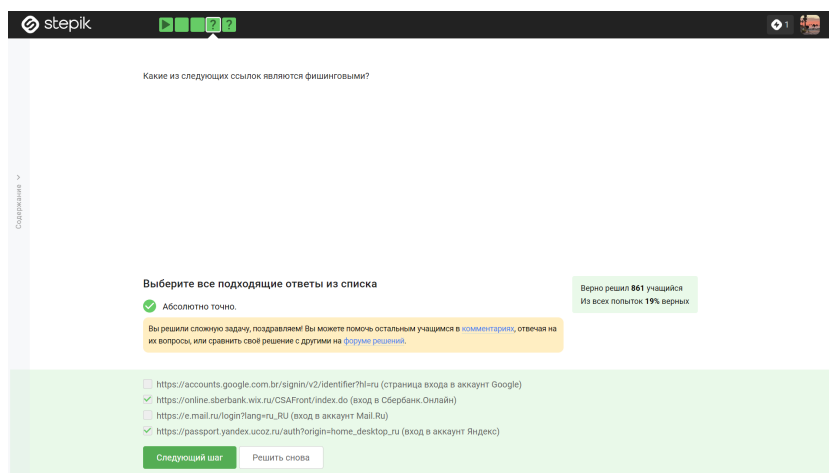 stepik
? ?
1
Содержание
Какие из следующих ссылок являются фишинговыми?
Выберите все подходящие ответы из списка
Верно решил 861 учащийся
Абсолютно точно.
Из всех попыток 19% верных
Вы решили сложную задачу, поздравляем! Вы можете помочь остальным учащимся в комментариях, отвечая на
их вопросы, или сравнить своё решение с другими на форуме решений.
https://accounts.google.com.br/signin/v2/identifier?hl=ru (страница входа в аккаунт Google)
https://online.sberbank.wix.ru/CSAFront/index.do (вход в Сбербанк.Онлайн)
https://e.mail.ru/login?lang=ru_RU (вход в аккаунт Mail.Ru)
https://passport.yandex.ucoz.ru/auth?origin=home_desktop_ru (вход в аккаунт Яндекс)
Следующий шаг
Решить снова